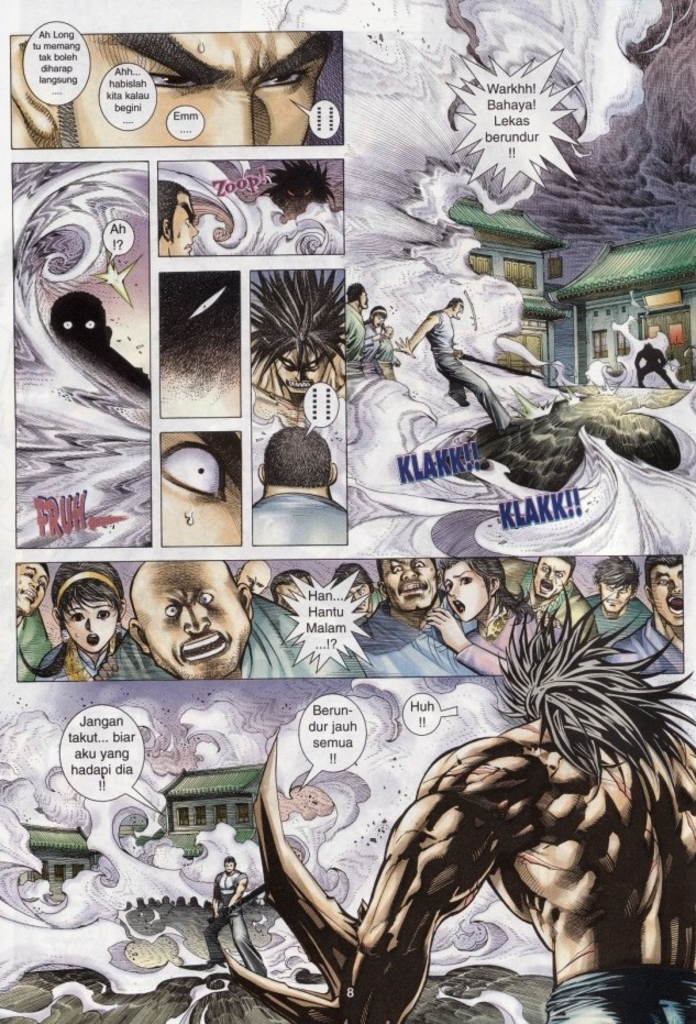 Ah Long
tu memang
tak boleh
diharap
langsung
....
Ahh...
habislah
kita kalau
begini
....
Emm
....
Warkhh!
Bahaya!
Lekas
berundur
!!
Zoop!
Ah
!?
FRUH
KLAKK!!
KLAKK!!
Han...
Hantu
Malam
...!?
Jangan
takut... biar
aku yang
hadapi dia
!!
Berun-
dur jauh
semua
!!
Huh
!!
8